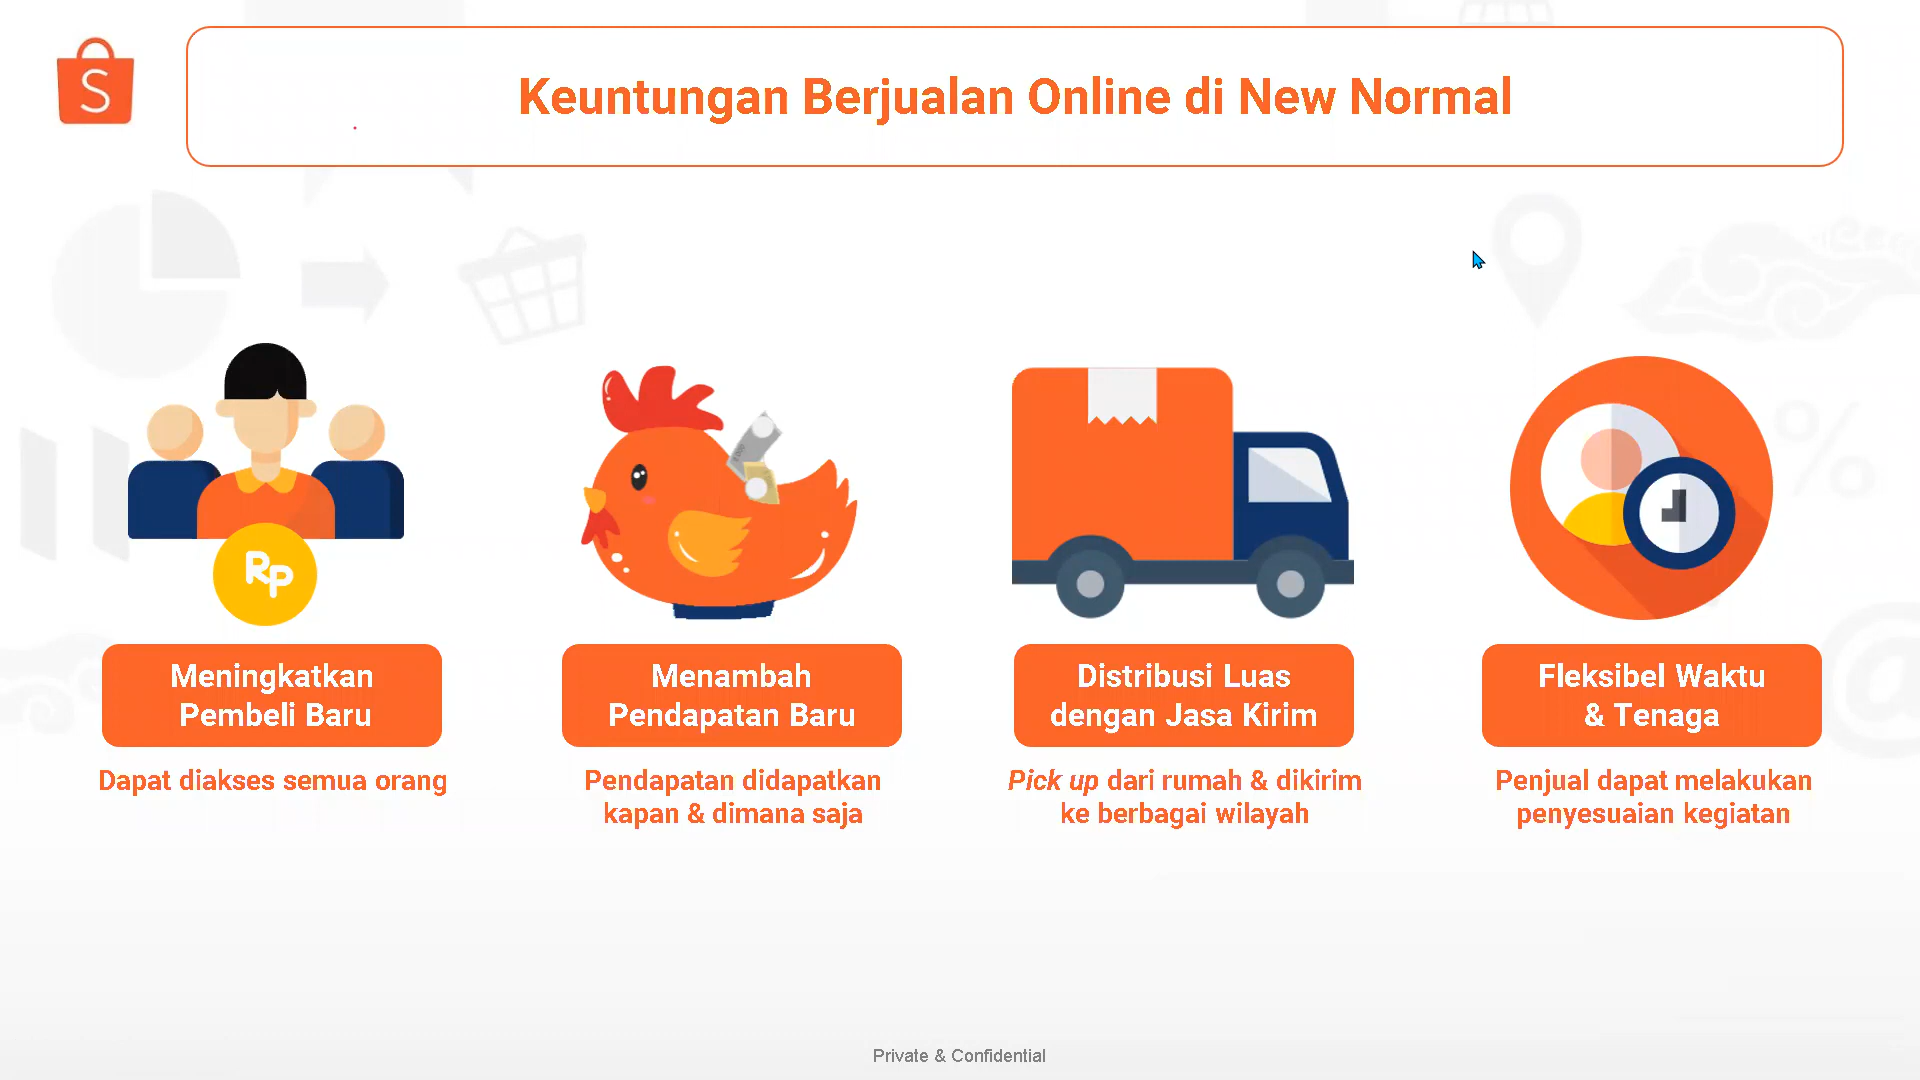 S
Keuntungan Berjualan Online di New Normal
Rp
Meningkatkan
Pembeli Baru
Dapat diakses semua orang
Menambah
Pendapatan Baru
Pendapatan didapatkan
kapan & dimana saja
Distribusi Luas
dengan Jasa Kirim
Pick up dari rumah & dikirim
ke berbagai wilayah
Fleksibel Waktu
& Tenaga
Penjual dapat melakukan
penyesuaian kegiatan
%
@
Private & Confidential